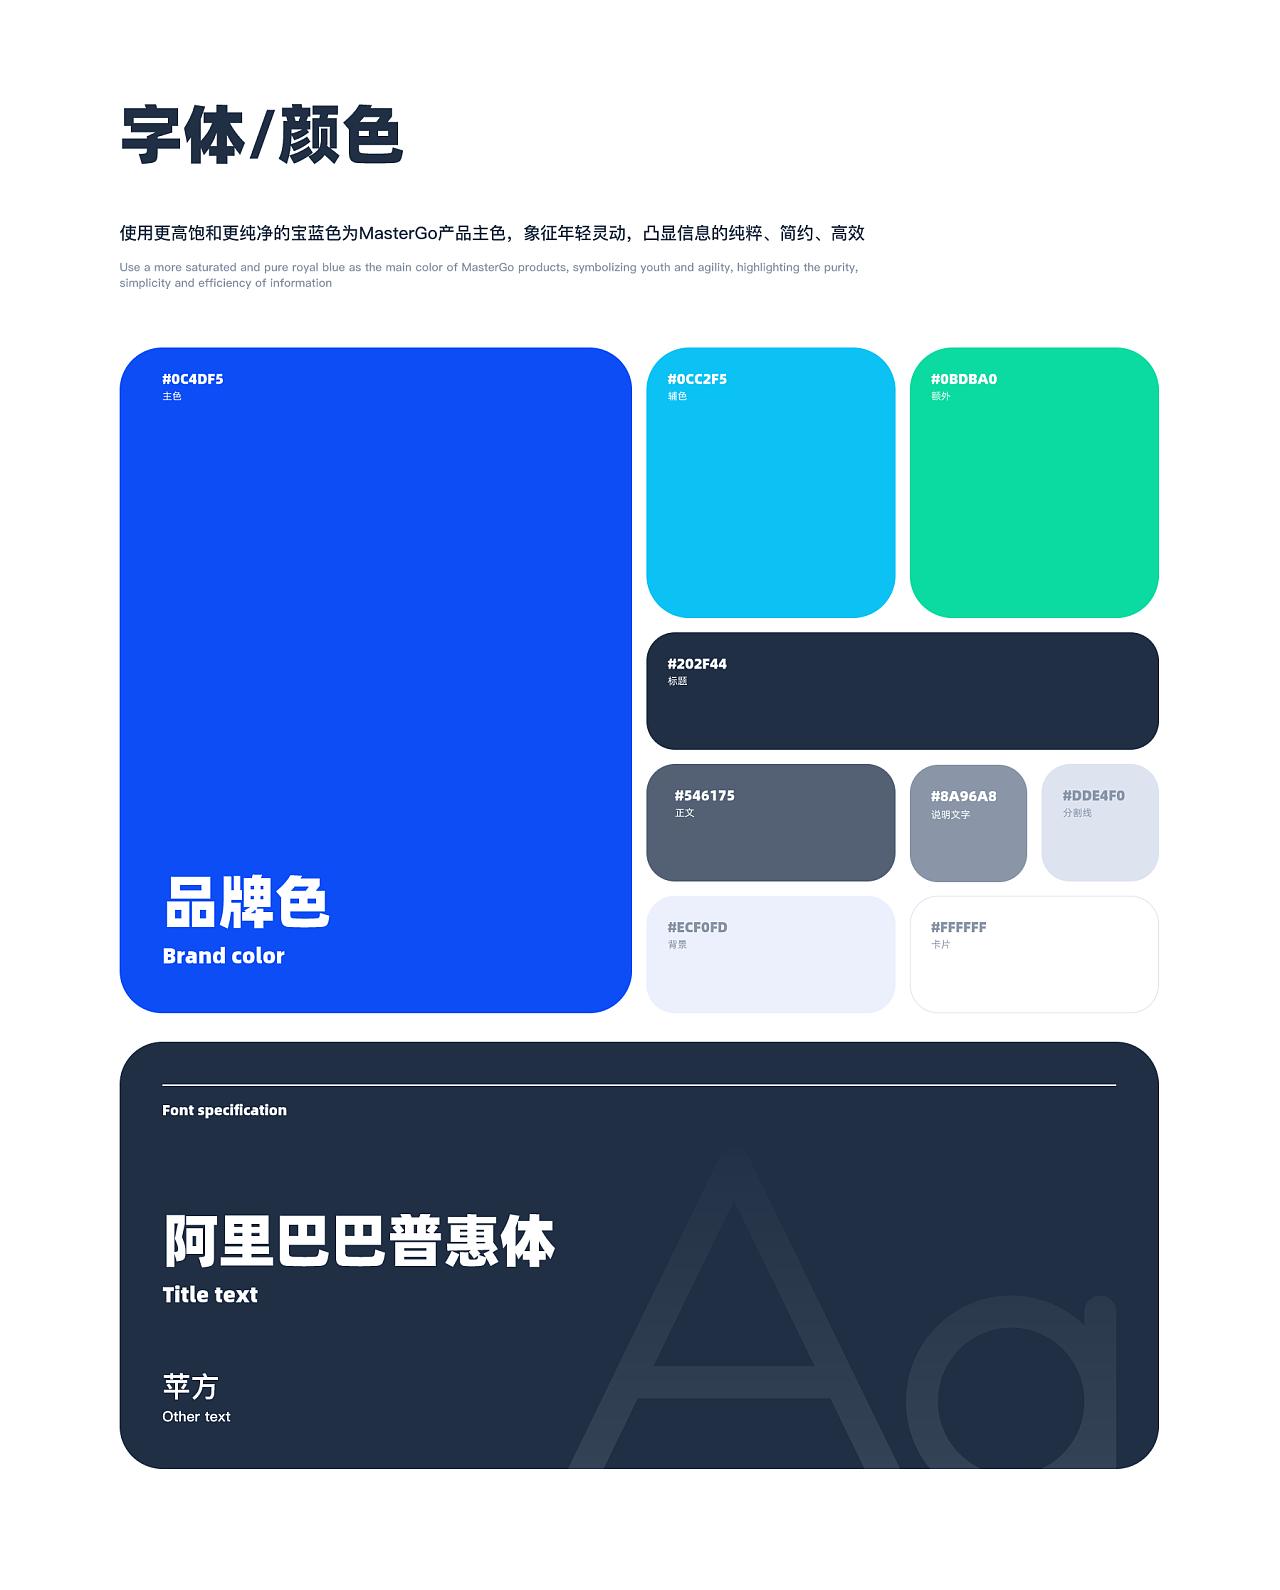 字体/颜色
使用更高饱和更纯净的宝蓝色为MasterGo产品主色，象征年轻灵动，凸显信息的纯粹、简约、高效
Use a more saturated and pure royal blue as the main color of MasterGo products, symbolizing youth and agility, highlighting the purity,
simplicity and efficiency of information
#0C4DF5
主色
品牌色
Brand color
#0CC2F5
辅色
#0BDBA0
额外
#202F44
标题
#546175
正文
#8A96A8
说明文字
#DDE4F0
分割线
#ECF0FD
背景
#FFFFFF
卡片
Font specification
阿里巴巴普惠体
Title text
苹方
Other text
Aa